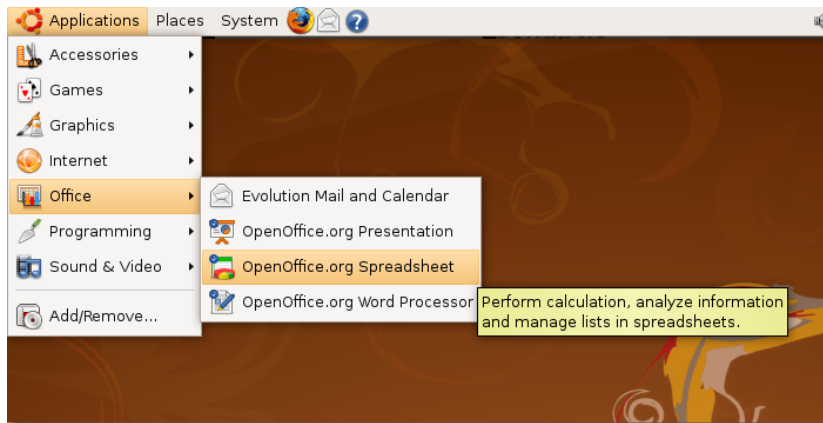 Applications Places System
Accessories
Games
Graphics
Internet
Office
Evolution Mail and Calendar
Programming
OpenOffice.org Presentation
Sound & Video
OpenOffice.org Spreadsheet
OpenOffice.org Word Processor
Perform calculation, analyze information
and manage lists in spreadsheets.
Add/Remove...